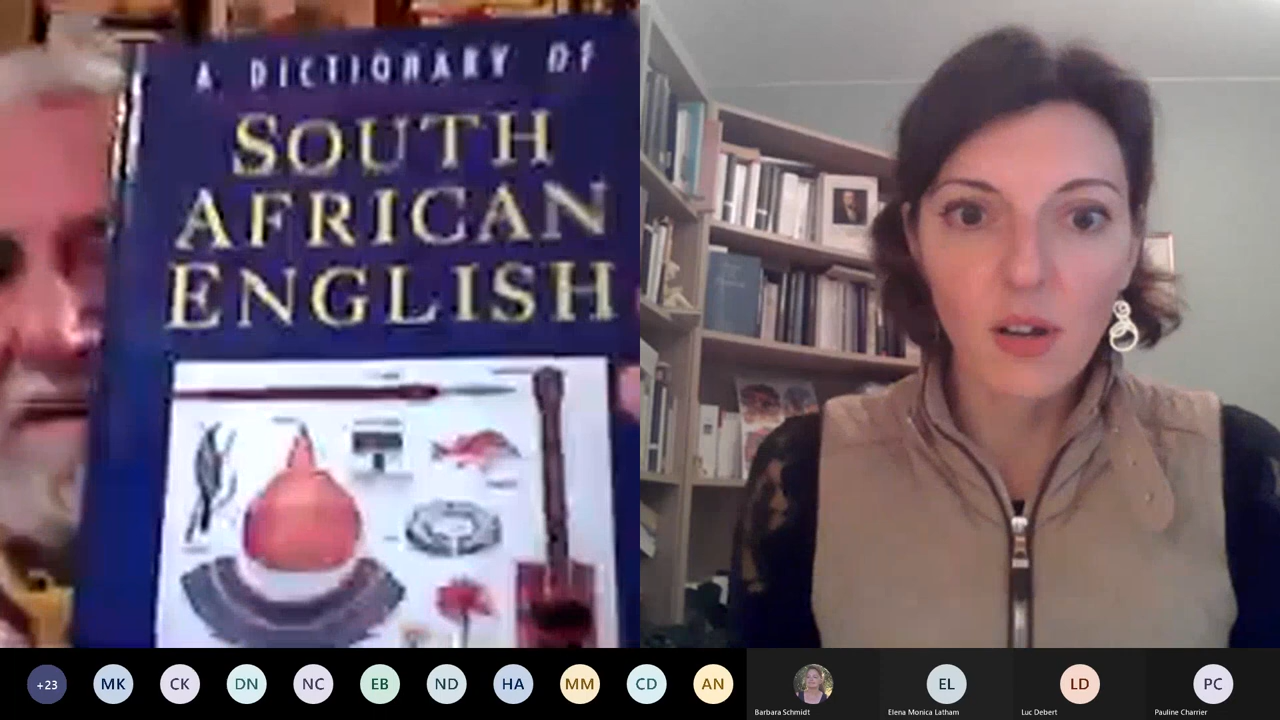 A DICTIONARY OF
SOUTH
AFRICAN
ENGLISH
+23
MK
CK
DN
NC
EB
ND
HA
MM
CD
AN
EL
LD
PC
Barbara Schmidt
Elena Monica Latham
Luc Debert
Pauline Charrier